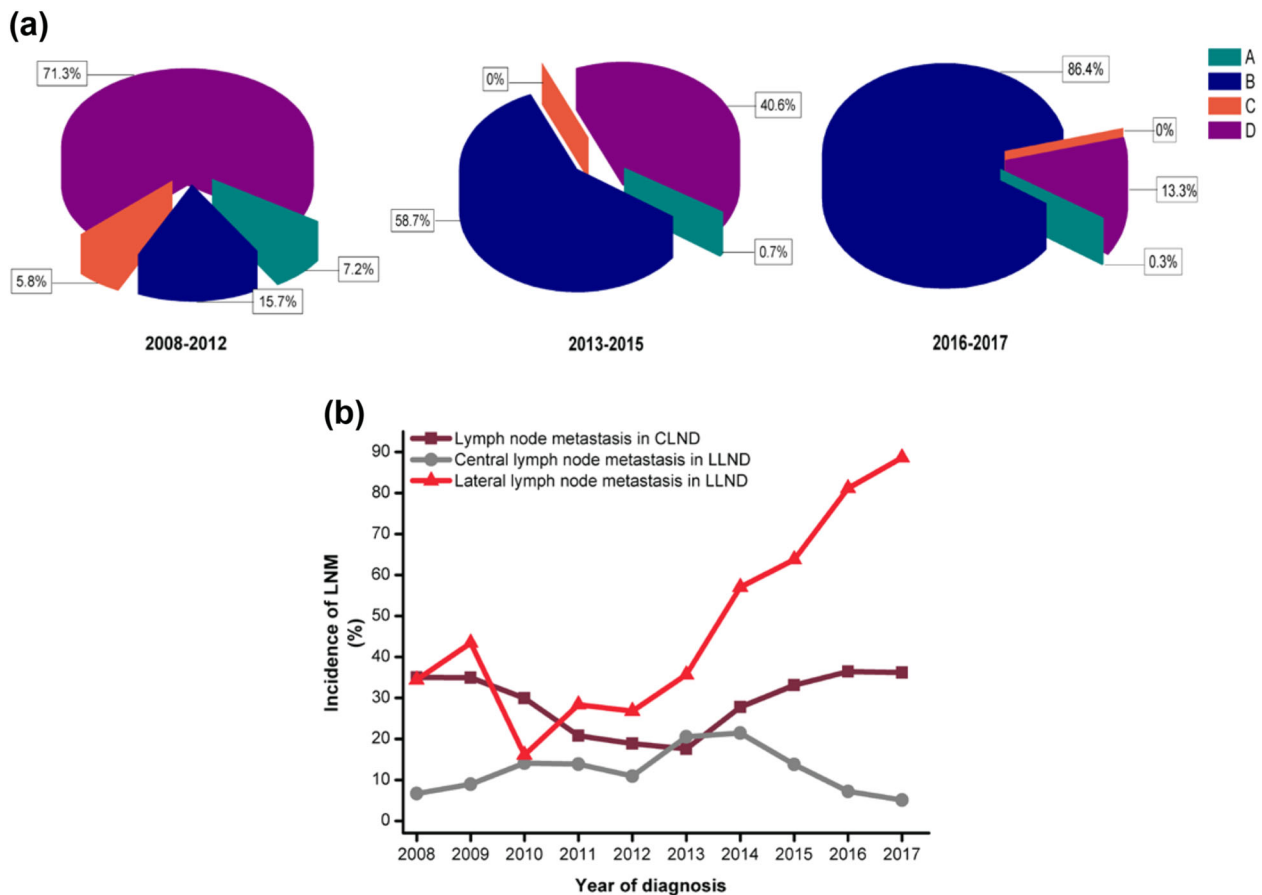 (a)
71.3%
5.8%
15.7%
7.2%
2008-2012
0%
40.6%
58.7%
0.7%
2013-2015
86.4%
0%
13.3%
0.3%
2016-2017
A
B
C
D
(b)
Lymph node metastasis in CLND
Central lymph node metastasis in LLND
Lateral lymph node metastasis in LLND
Incidence of LNM
(%)
90
80
70
60
50
40
30
20
10
0
2008 2009 2010 2011 2012 2013 2014 2015 2016 2017
Year of diagnosis